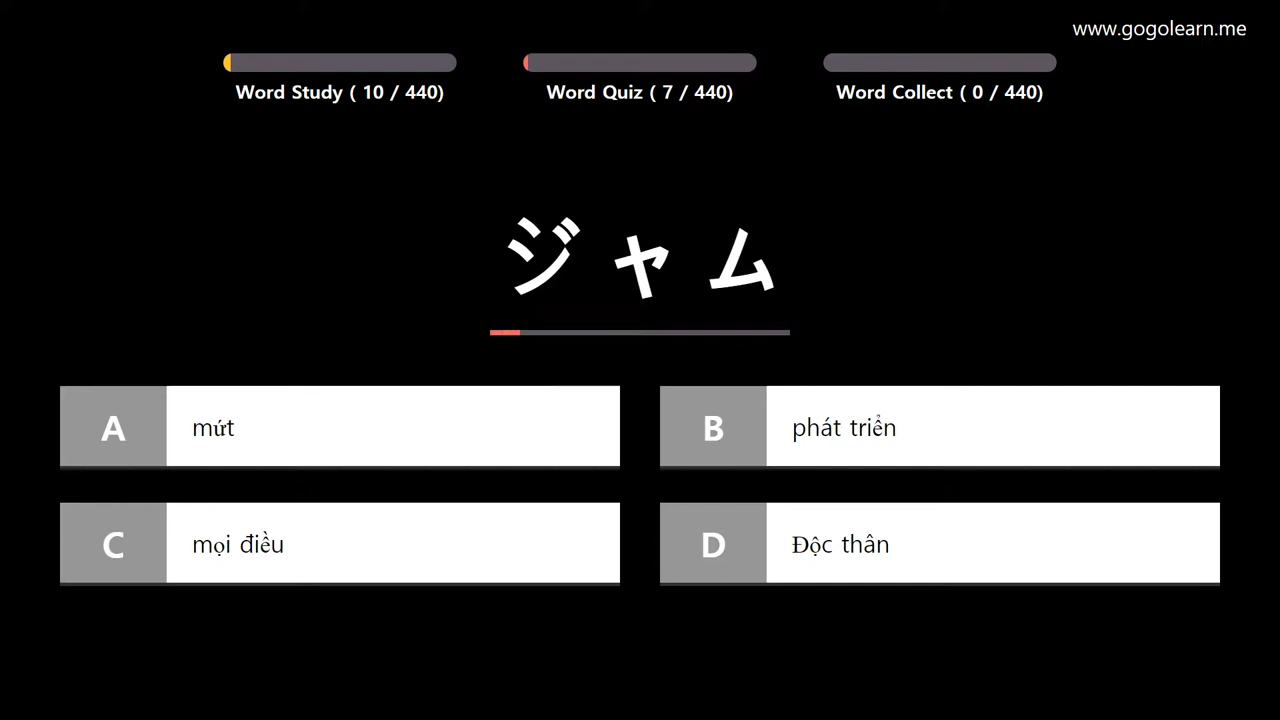 www.gogolearn.me
Word Study ( 10 / 440)
Word Quiz ( 7 / 440)
Word Collect ( 0 / 440)
ジャム
A mứt
B phát triển
C mọi điều
D Độc thân